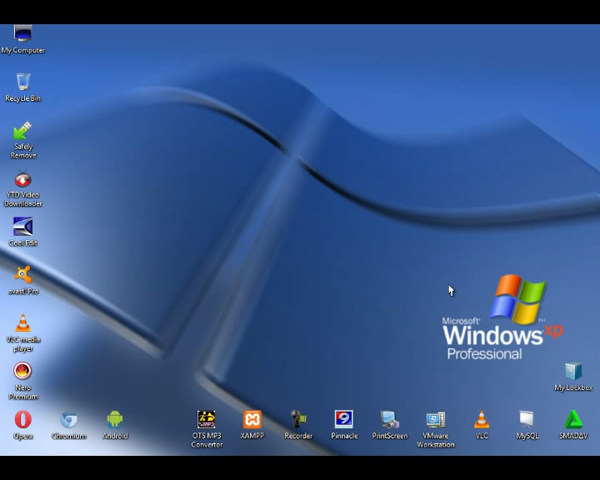 My Computer
Recycle Bin
Safely
Remove
YTD Video
Downloader
Cool Edit
avast! Pro
VLC media
player
Nero
Premium
Microsoft®
Windows xp
Professional
My Lockbox
Opera
Chromium
Android
OTS MP3
Convertor
XAMPP
Recorder
Pinnacle
PrintScreen
VMware
Workstation
VLC
MySQL
SMADAV